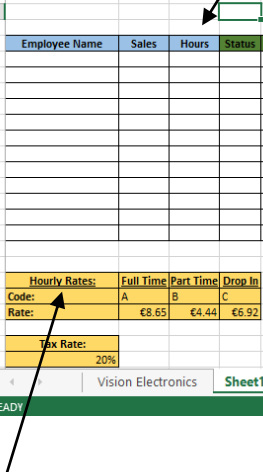 Employee Name Sales Hours Status
Hourly Rates: Full Time Part Time Drop In
Code: A B C
Rate: €8.65 €4.44 €6.92
Tax Rate:
20%
Vision Electronics Sheet1
EADY